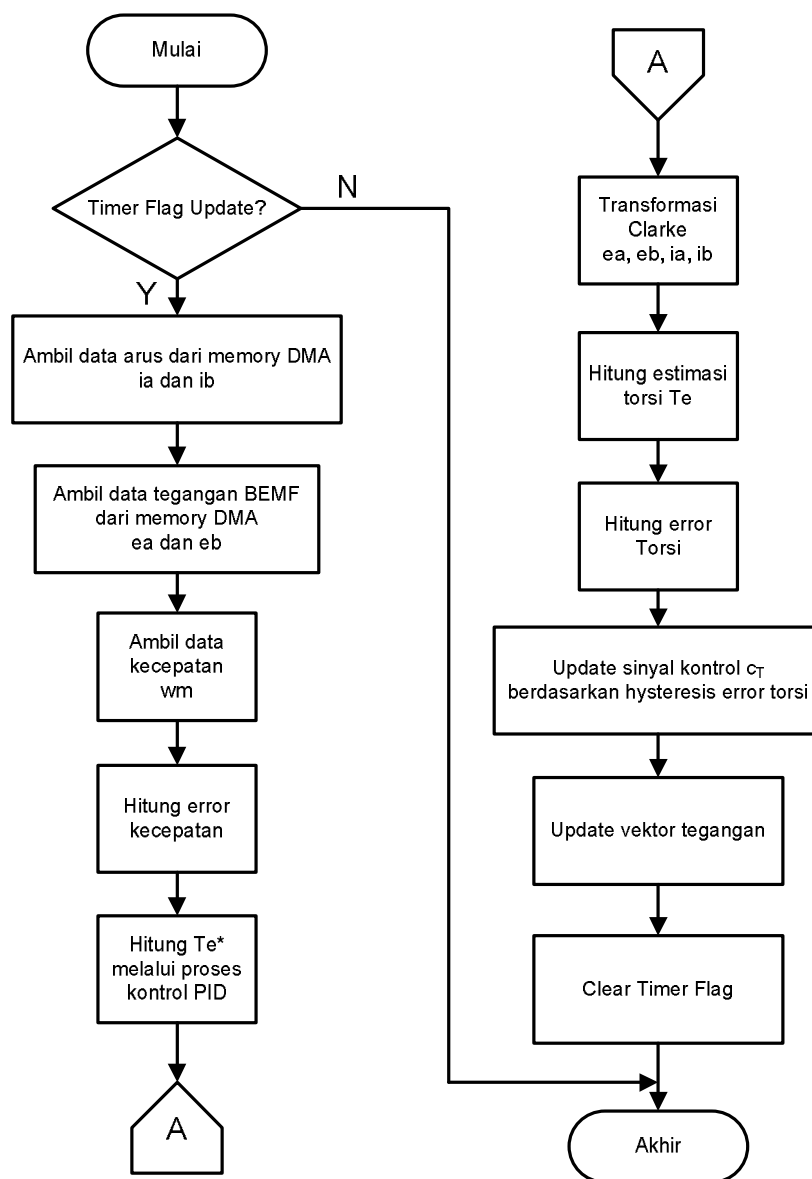 Mulai
Timer Flag Update?
N
Y
Ambil data arus dari memory DMA
ia dan ib
Ambil data tegangan BEMF
dari memory DMA
ea dan eb
Ambil data
kecepatan
wm
Hitung error
kecepatan
Hitung Te*
melalui proses
kontrol PID
A
A
Transformasi
Clarke
ea, eb, ia, ib
Hitung estimasi
torsi Te
Hitung error
Torsi
Update sinyal kontrol cT
berdasarkan hysteresis error torsi
Update vektor tegangan
Clear Timer Flag
Akhir